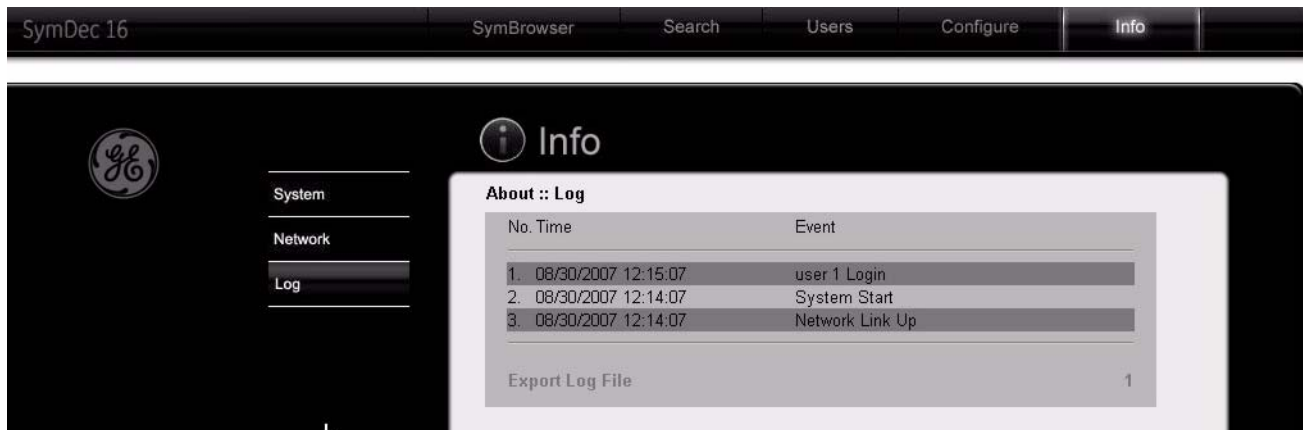 SymDec 16 SymBrowser Search Users Configure Info
GE
Info
System
Network
Log
About :: Log
No. Time Event
1. 08/30/2007 12:15:07 user 1 Login
2. 08/30/2007 12:14:07 System Start
3. 08/30/2007 12:14:07 Network Link Up
Export Log File 1